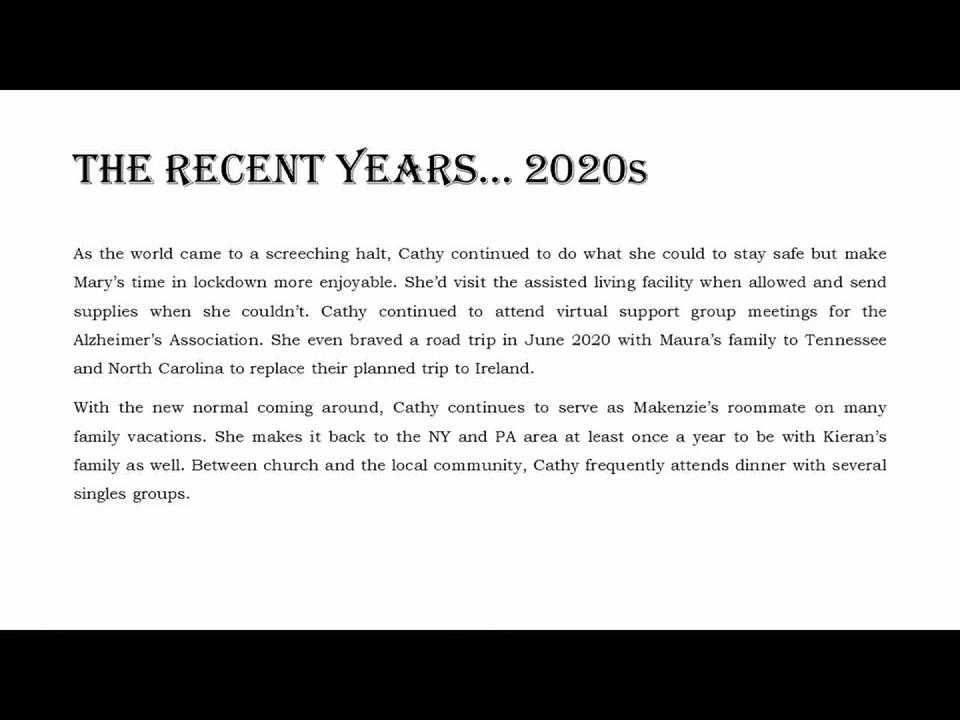 THE RECENT YEARS... 2020s
As the world came to a screeching halt, Cathy continued to do what she could to stay safe but make
Mary's time in lockdown more enjoyable. She'd visit the assisted living facility when allowed and send
supplies when she couldn't. Cathy continued to attend virtual support group meetings for the
Alzheimer's Association. She even braved a road trip in June 2020 with Maura's family to Tennessee
and North Carolina to replace their planned trip to Ireland.
With the new normal coming around, Cathy continues to serve as Makenzie's roommate on many
family vacations. She makes it back to the NY and PA area at least once a year to be with Kieran's
family as well. Between church and the local community, Cathy frequently attends dinner with several
singles groups.